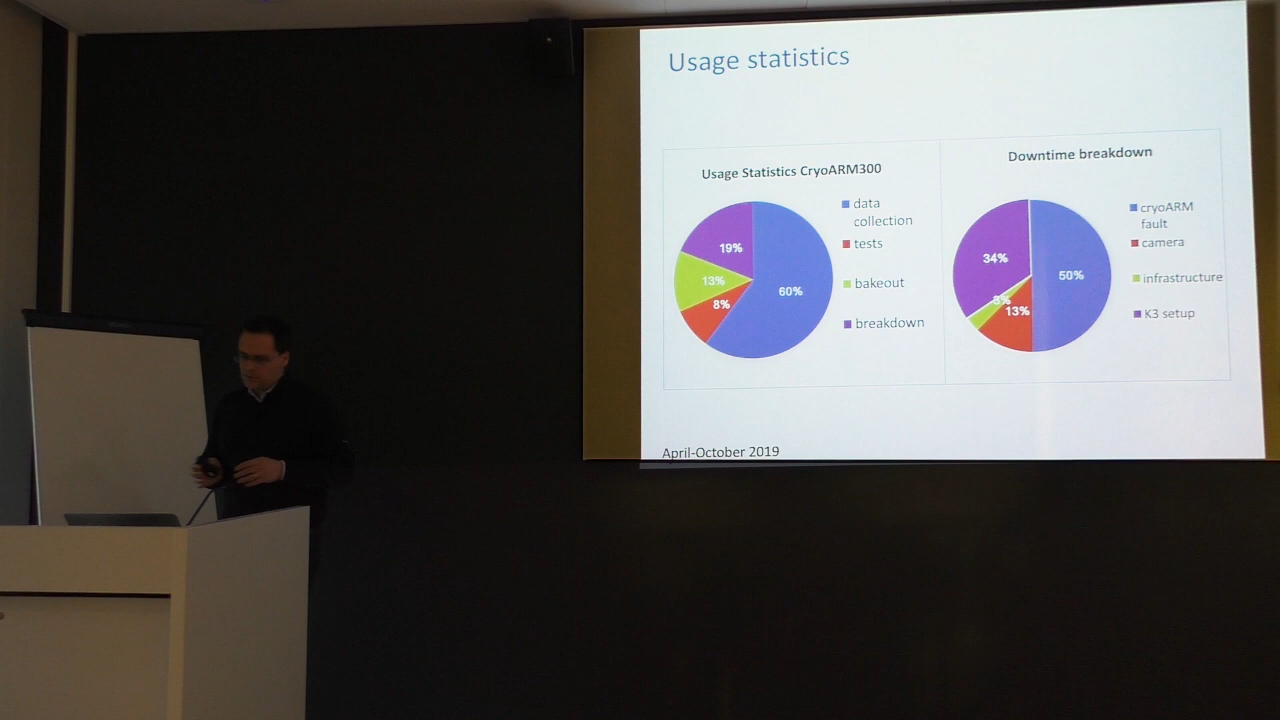 Usage statistics
Usage Statistics CryoARM300
19%
13%
8%
60%
data
collection
tests
bakeout
breakdown
Downtime breakdown
34%
3%
13%
50%
cryoARM
fault
camera
infrastructure
K3 setup
April-October 2019